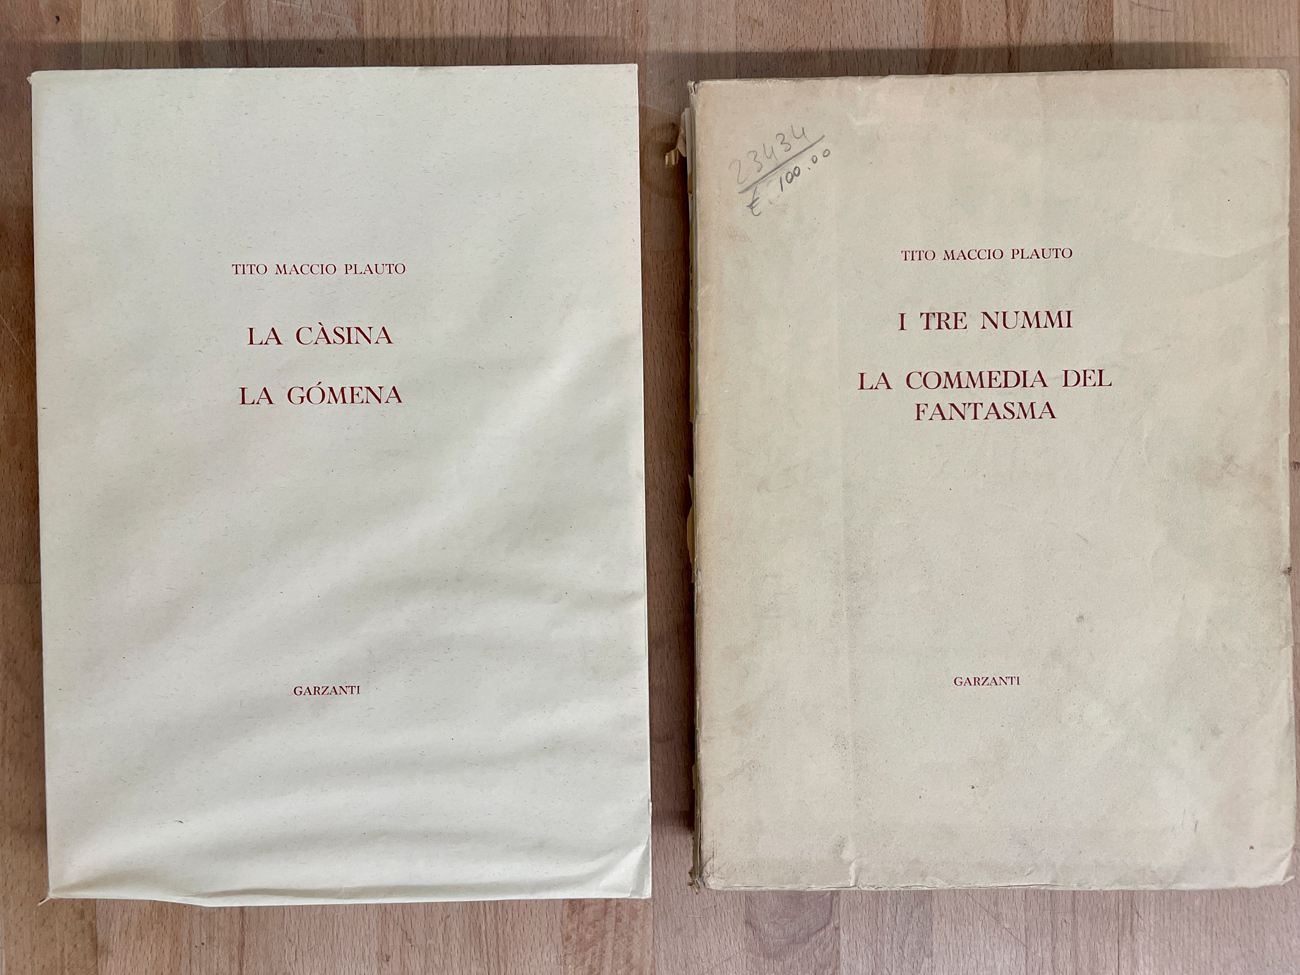 TITO MACCIO PLAUTO
LA CÀSINA
LA GÓMENA
GARZANTI
23434
€. 100.00
TITO MACCIO PLAUTO
I TRE NUMMI
LA COMMEDIA DEL
FANTASMA
GARZANTI